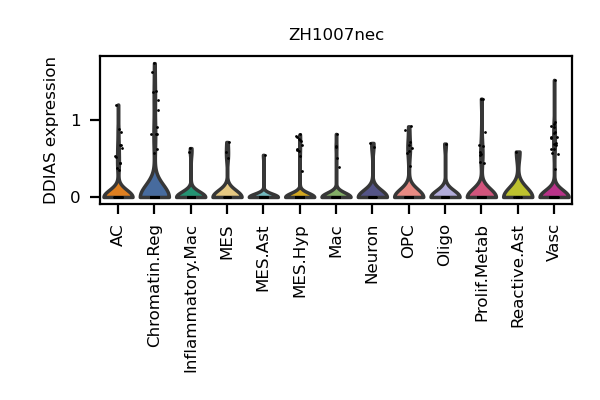 ZH1007nec
DDIAS expression
1
0
AC
Chromatin.Reg
Inflammatory.Mac
MES
MES.Ast
MES.Hyp
Mac
Neuron
OPC
Oligo
Prolif.Metab
Reactive.Ast
Vasc